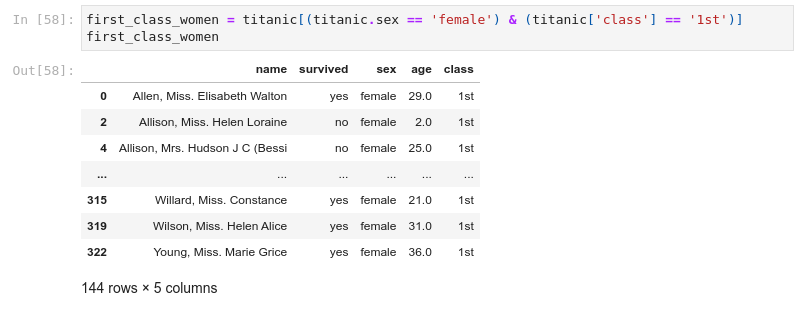 In [58]: first_class_women = titanic[(titanic.sex == 'female') & (titanic['class'] == '1st')]
first_class_women
Out[58]:
name survived sex age class
0 Allen, Miss. Elisabeth Walton yes female 29.0 1st
2 Allison, Miss. Helen Loraine no female 2.0 1st
4 Allison, Mrs. Hudson J C (Bessi no female 25.0 1st
... ... ... ... ... ...
315 Willard, Miss. Constance yes female 21.0 1st
319 Wilson, Miss. Helen Alice yes female 31.0 1st
322 Young, Miss. Marie Grice yes female 36.0 1st
144 rows × 5 columns